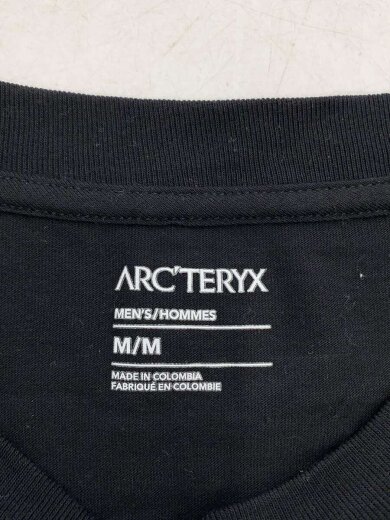 ARC'TERYX
MEN'S/HOMMES
M/M
MADE IN COLOMBIA
FABRIQUÉ EN COLOMBIE